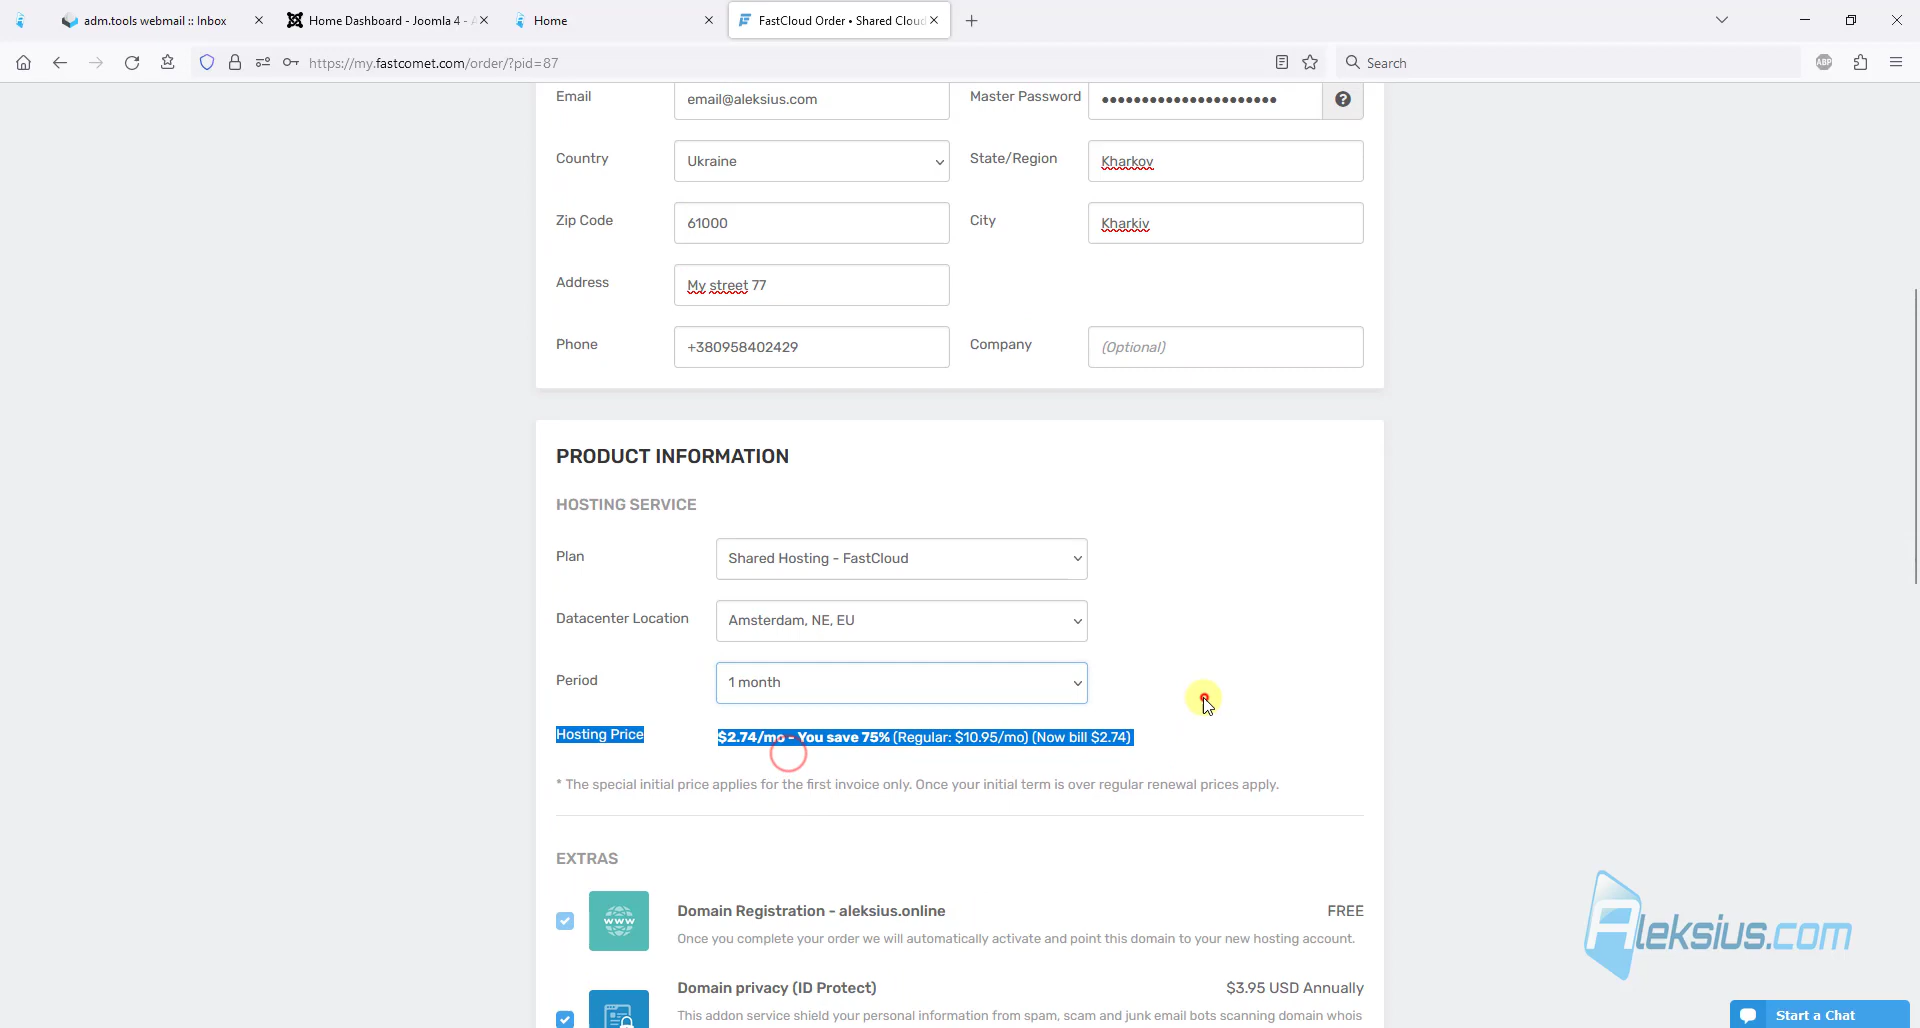 adm.tools webmail :: Inbox
Home Dashboard - Joomla 4 - A
Home
FastCloud Order • Shared Cloud
https://my.fastcomet.com/order/?pid=87
Search
ABP
Email
email@aleksius.com
Master Password
••••••••••••••••••••••
Country
Ukraine
State/Region
Kharkov
Zip Code
61000
City
Kharkiv
Address
My street 77
Phone
+380958402429
Company
(Optional)
PRODUCT INFORMATION
HOSTING SERVICE
Plan
Shared Hosting - FastCloud
Datacenter Location
Amsterdam, NE, EU
Period
1 month
Hosting Price
$2.74/mo - You save 75% (Regular: $10.95/mo) (Now bill $2.74)
* The special initial price applies for the first invoice only. Once your initial term is over regular renewal prices apply.
EXTRAS
www
Domain Registration - aleksius.online
FREE
Once you complete your order we will automatically activate and point this domain to your new hosting account.
Domain privacy (ID Protect)
$3.95 USD Annually
This addon service shield your personal information from spam, scam and junk email bots scanning domain whois
Aleksius.com
Start a Chat